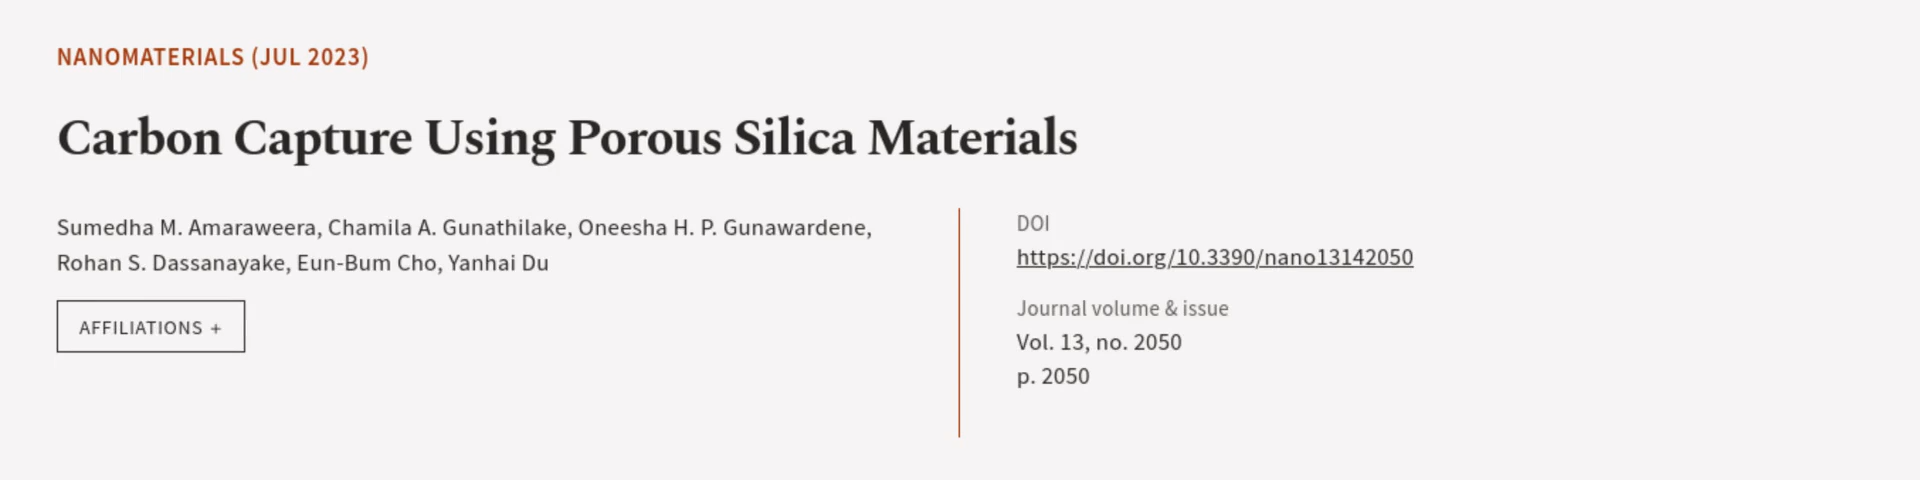 NANOMATERIALS (JUL 2023)
Carbon Capture Using Porous Silica Materials
Sumedha M. Amaraweera, Chamila A. Gunathilake, Oneesha H. P. Gunawardene,
Rohan S. Dassanayake, Eun-Bum Cho, Yanhai Du
AFFILIATIONS +
DOI
https://doi.org/10.3390/nano13142050
Journal volume & issue
Vol. 13, no. 2050
p. 2050